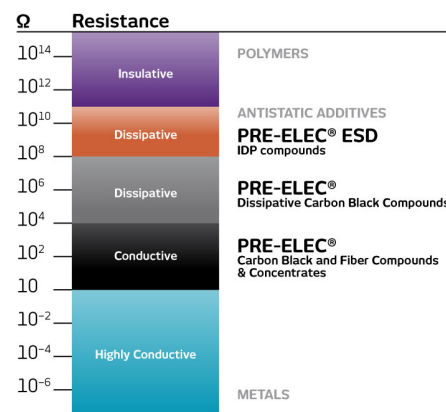 Ω Resistance
10¹⁴
POLYMERS
Insulative
10¹²
ANTISTATIC ADDITIVES
10¹⁰
Dissipative
PRE-ELEC® ESD
IDP compounds
10⁸
10⁶
Dissipative
PRE-ELEC®
Dissipative Carbon Black Compounds
10⁴
PRE-ELEC®
10²
Conductive
Carbon Black and Fiber Compounds
& Concentrates
10
10⁻²
10⁻⁴
Highly Conductive
10⁻⁶
METALS